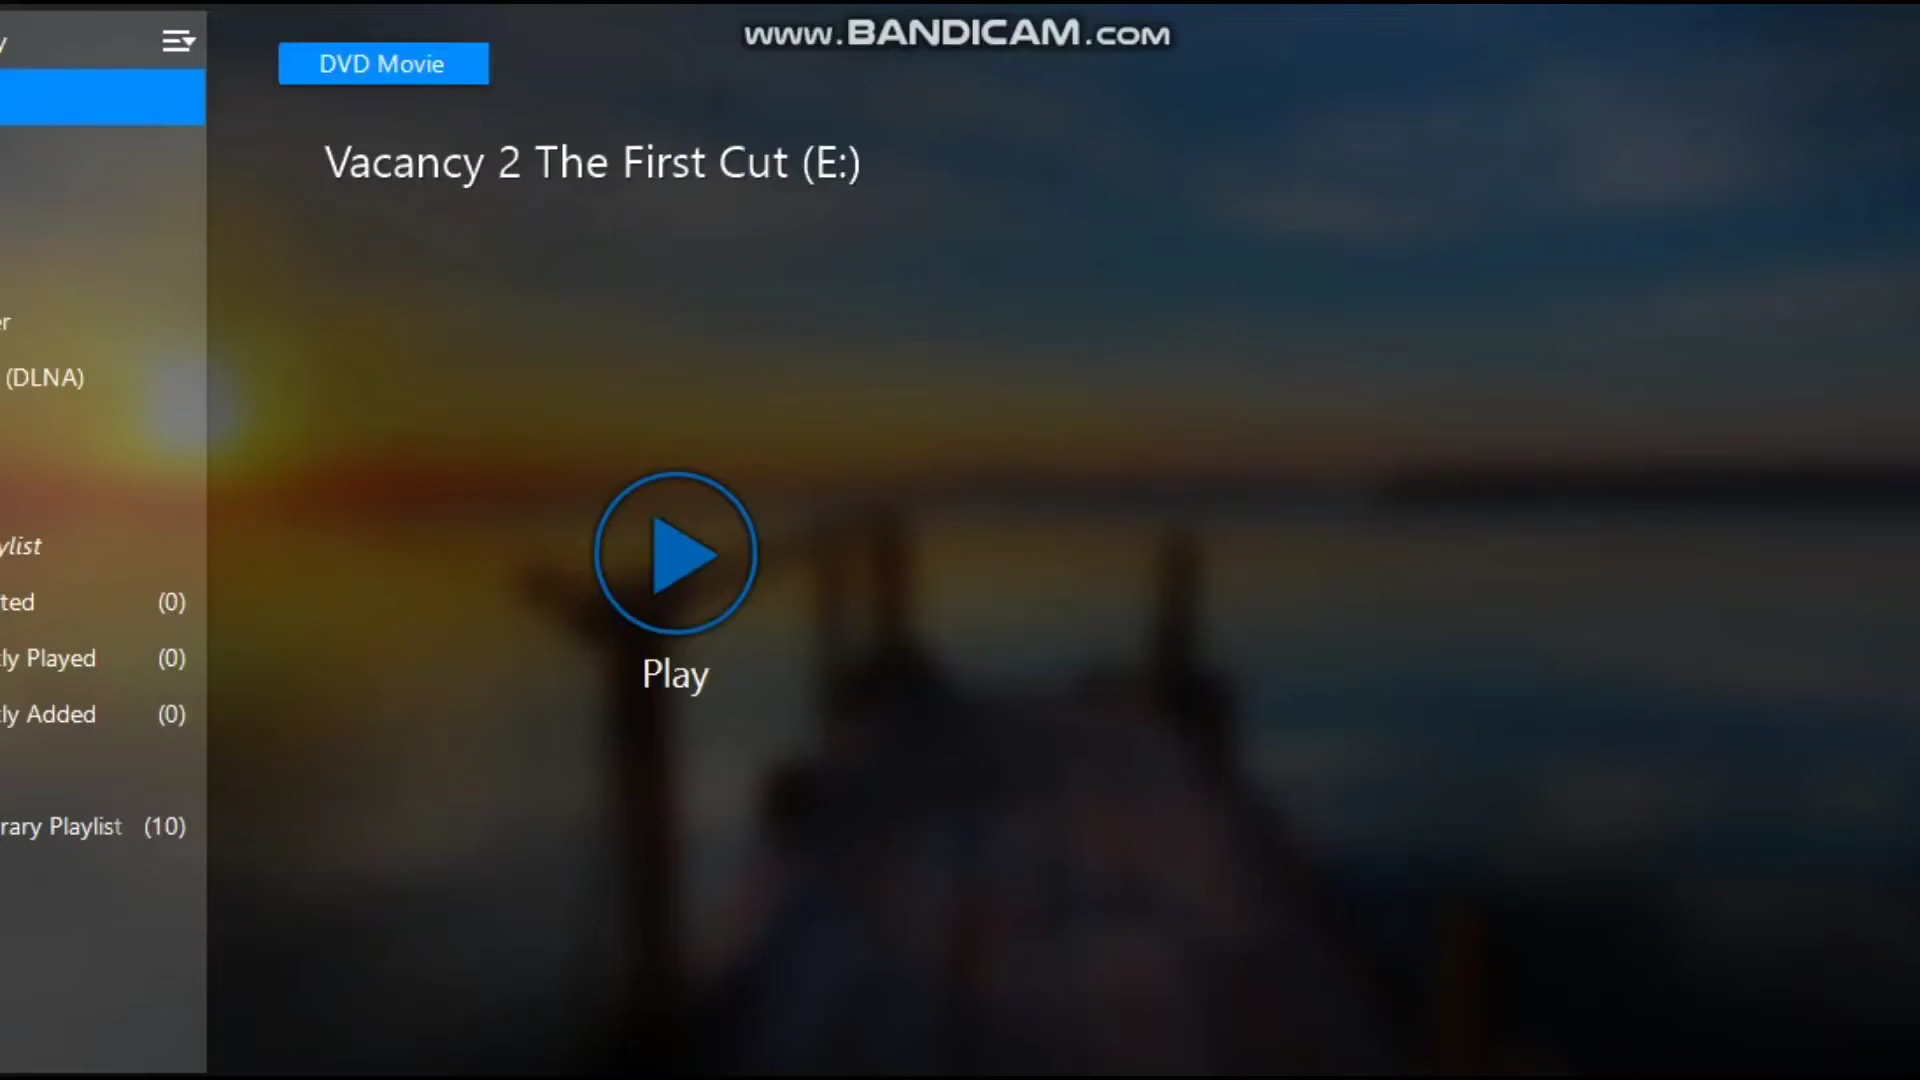 www.BANDICAM.com
y
DVD Movie
Vacancy 2 The First Cut (E:)
er
(DLNA)
ylist
ted (0)
ly Played (0)
ly Added (0)
rary Playlist (10)
Play